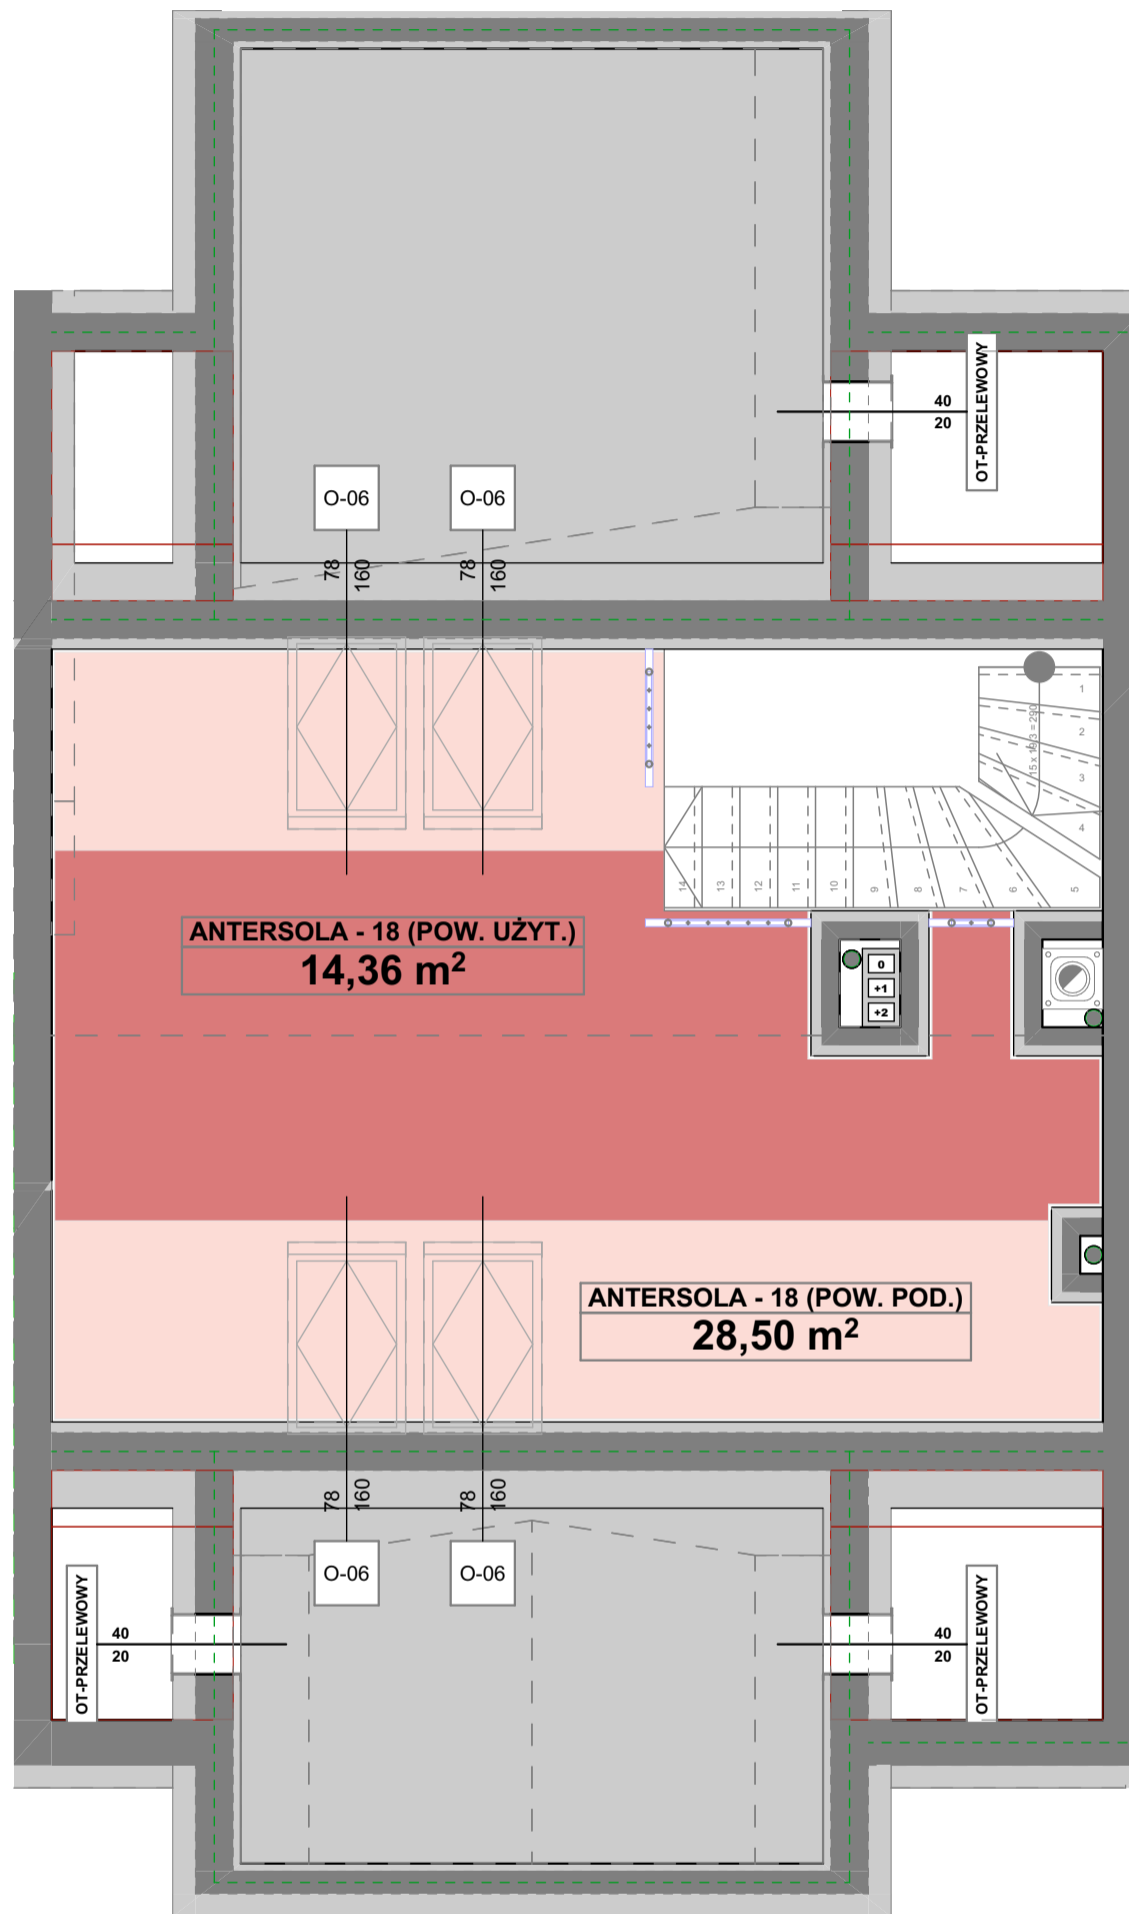 40
20
OT-PRZELEWOWY
O-06
O-06
78
160
78
160
1
2
3
4
5
6
7
8
9
10
11
12
13
14
15 x 19,3 = 290
ANTERSOLA - 18 (POW. UŻYT.)
14,36 m²
0
+1
+2
ANTERSOLA - 18 (POW. POD.)
28,50 m²
78
160
78
160
O-06
O-06
OT-PRZELEWOWY
40
20
40
20
OT-PRZELEWOWY